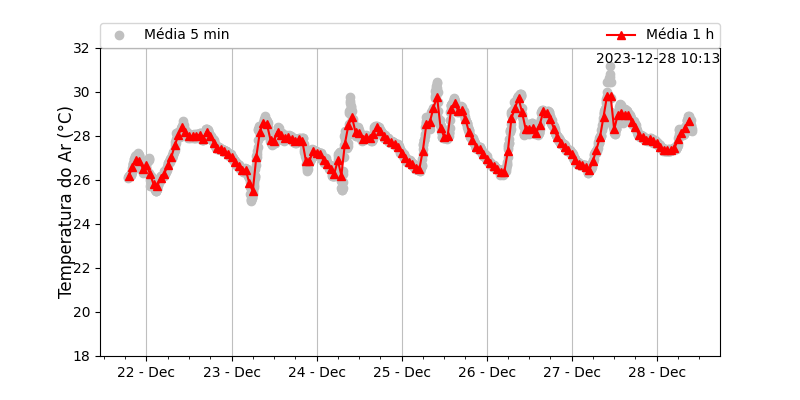 Média 5 min
Média 1 h
2023-12-28 10:13
Temperatura do Ar (°C)
32
30
28
26
24
22
20
18
22 - Dec
23 - Dec
24 - Dec
25 - Dec
26 - Dec
27 - Dec
28 - Dec